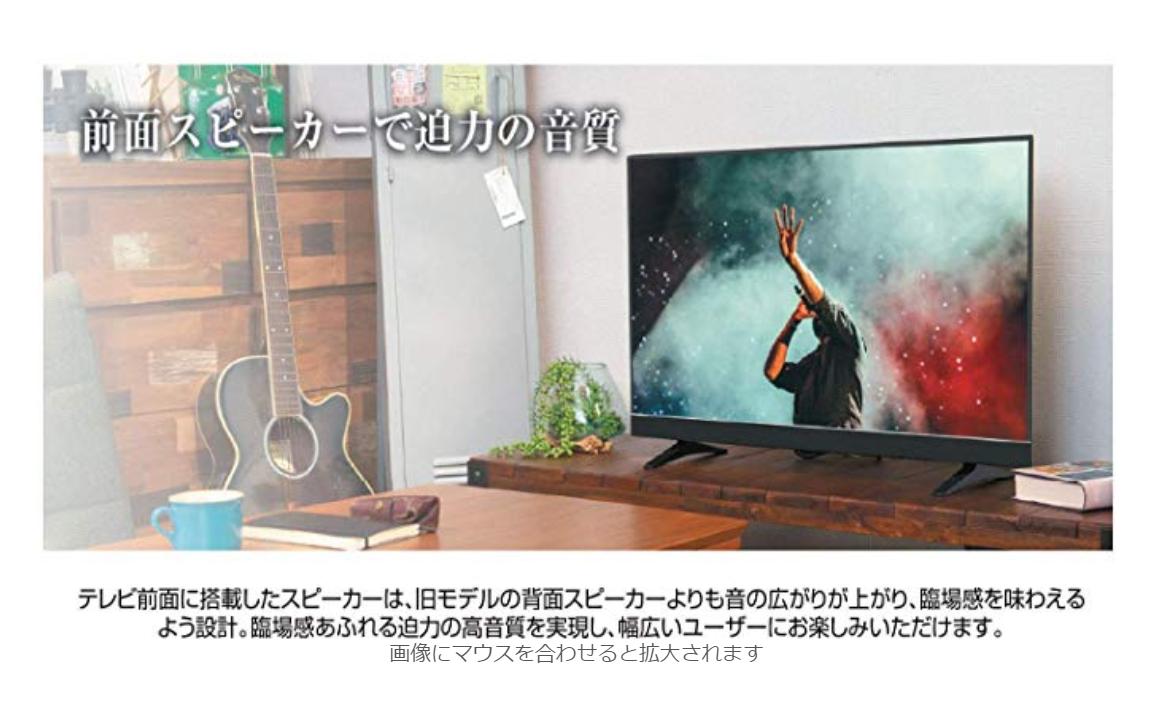 前面スピーカーで迫力の音質
テレビ前面に搭載したスピーカーは、旧モデルの背面スピーカーよりも音の広がりが上がり、臨場感を味わえる
よう設計。臨場感あふれる迫力の高音質を実現し、幅広いユーザーにお楽しみいただけます。
画像にマウスを合わせると拡大されます